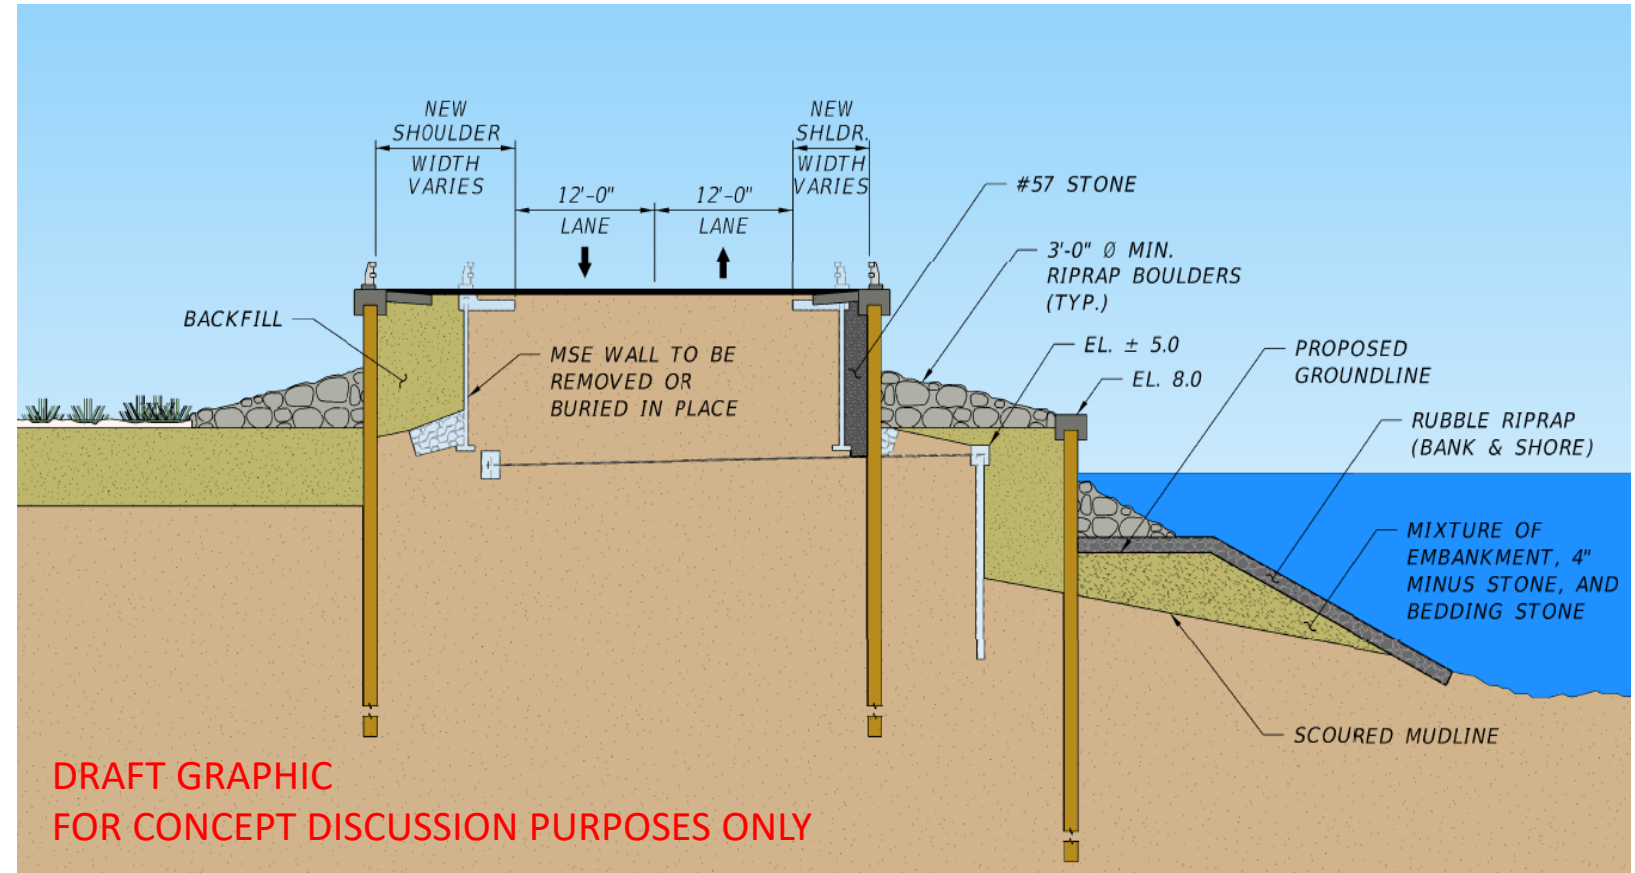 NEW
SHOULDER
WIDTH
VARIES
12'-0"
LANE
12'-0"
LANE
NEW
SHLDR.
WIDTH
VARIES
#57 STONE
3'-0" Ø MIN.
RIPRAP BOULDERS
(TYP.)
EL. ± 5.0
EL. 8.0
PROPOSED
GROUNDLINE
RUBBLE RIPRAP
(BANK & SHORE)
MIXTURE OF
EMBANKMENT, 4"
MINUS STONE, AND
BEDDING STONE
SCOURED MUDLINE
BACKFILL
MSE WALL TO BE
REMOVED OR
BURIED IN PLACE
DRAFT GRAPHIC
FOR CONCEPT DISCUSSION PURPOSES ONLY